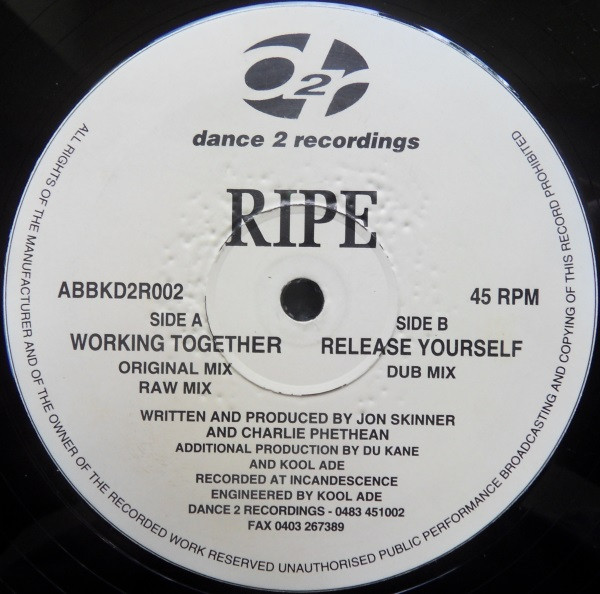 2
dance 2 recordings
RIPE
ABBKD2R002
45 RPM
SIDE A
WORKING TOGETHER
ORIGINAL MIX
RAW MIX
SIDE B
RELEASE YOURSELF
DUB MIX
WRITTEN AND PRODUCED BY JON SKINNER
AND CHARLIE PHETHEAN
ADDITIONAL PRODUCTION BY DU KANE
AND KOOL ADE
RECORDED AT INCANDESCENCE
ENGINEERED BY KOOL ADE
DANCE 2 RECORDINGS - 0483 451002
FAX 0403 267389
ALL RIGHTS OF THE MANUFACTURER AND OF THE OWNER OF THE RECORDED WORK RESERVED UNAUTHORISED PUBLIC PERFORMANCE BROADCASTING AND COPYING OF THIS RECORD PROHIBITED